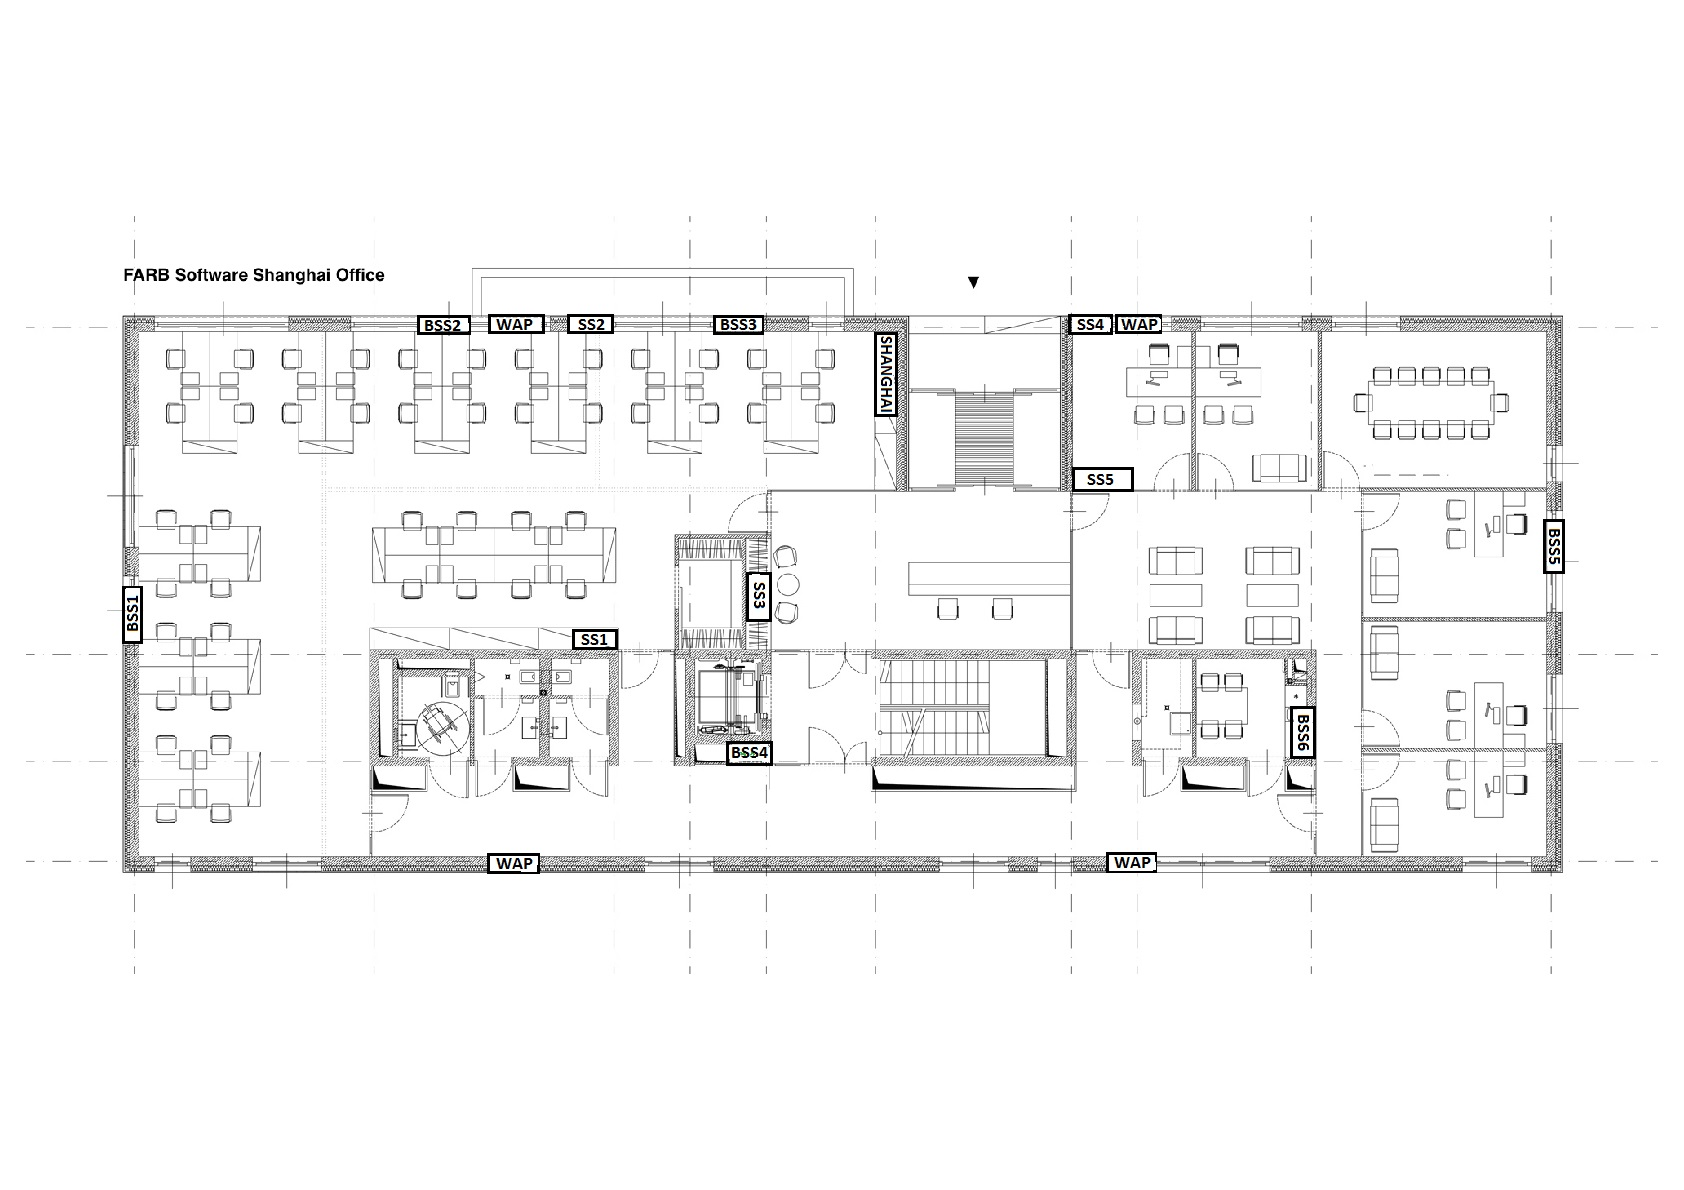 FARB Software Shanghai Office
BSS2
WAP
SS2
BSS3
SS4
WAP
SHANGHAI
SS5
BSS5
BSS1
SS3
SS1
BSS6
BSS4
WAP
WAP